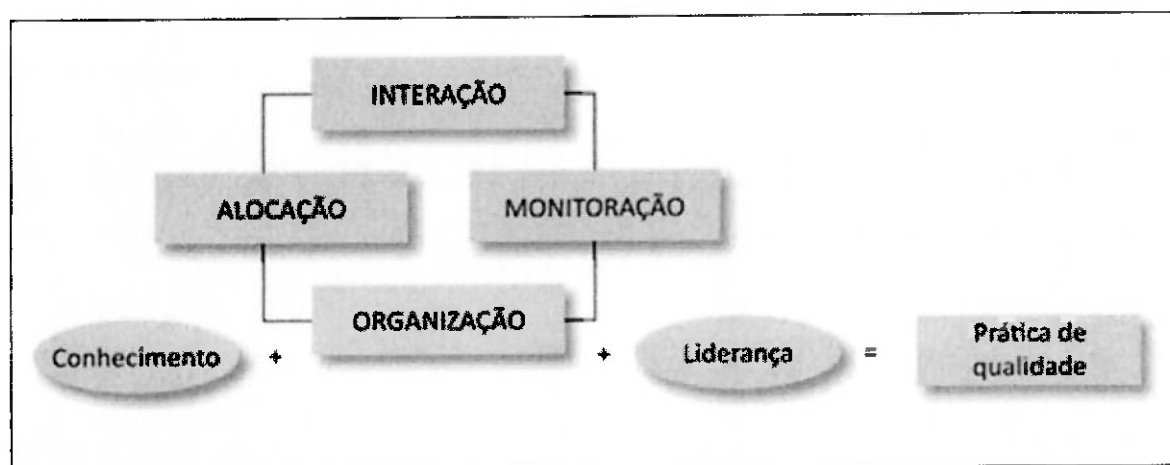 INTERAÇÃO
ALOCAÇÃO
MONITORAÇÃO
ORGANIZAÇÃO
Conhecimento
+
+
Liderança
=
Prática de
qualidade